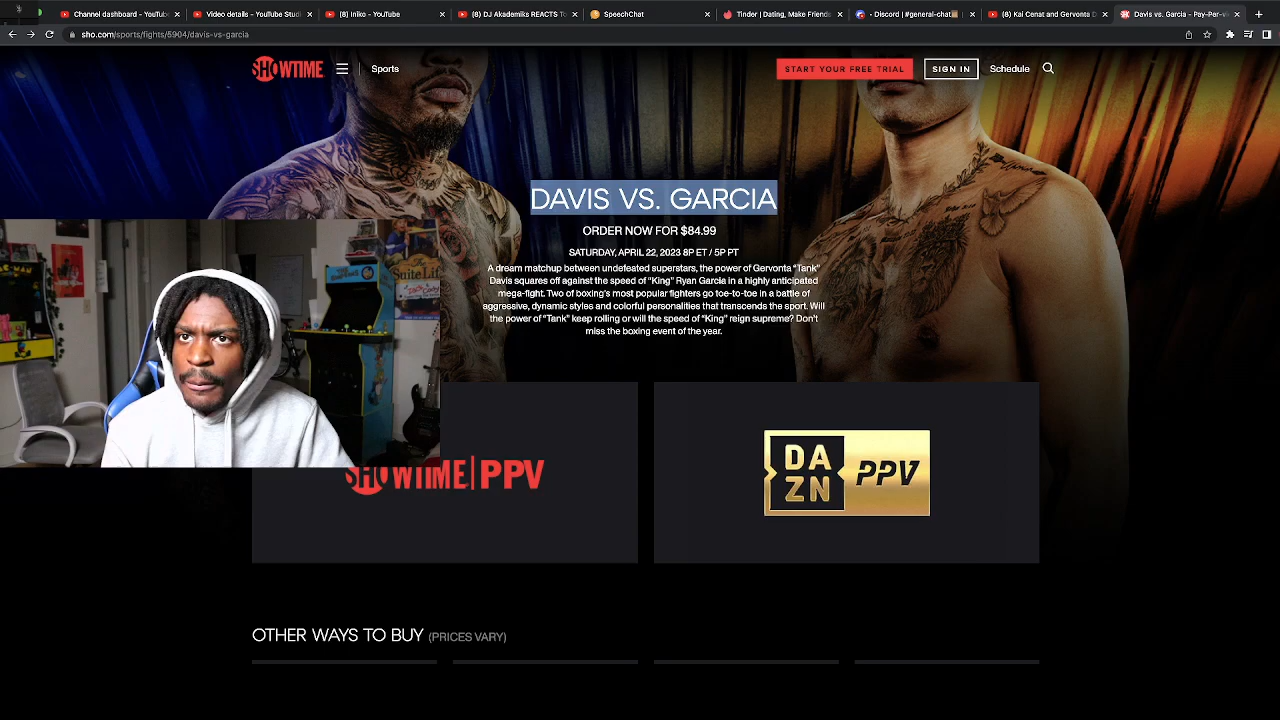 Channel dashboard - YouTube
Video details - YouTube Studi
(8) Iniko - YouTube
(8) DJ Akademiks REACTS To
SpeechChat
Tinder | Dating, Make Friends
• Discord | #general-chat
(8) Kai Cenat and Gervonta D
Davis vs. Garcia - Pay-Per-v
sho.com/sports/fights/5904/davis-vs-garcia
SHOWTIME
Sports
START YOUR FREE TRIAL
SIGN IN
Schedule
DAVIS VS. GARCIA
ORDER NOW FOR $84.99
SATURDAY, APRIL 22, 2023 8P ET / 5P PT
A dream matchup between undefeated superstars, the power of Gervonta “Tank”
Davis squares off against the speed of “King” Ryan Garcia in a highly anticipated
mega-fight. Two of boxing’s most popular fighters go toe-to-toe in a battle of
aggressive, dynamic styles and colorful personalities that transcends the sport. Will
the power of “Tank” keep rolling or will the speed of “King” reign supreme? Don’t
miss the boxing event of the year.
The
Suite Life
SHOWTIME PPV
DAZN PPV
OTHER WAYS TO BUY (PRICES VARY)